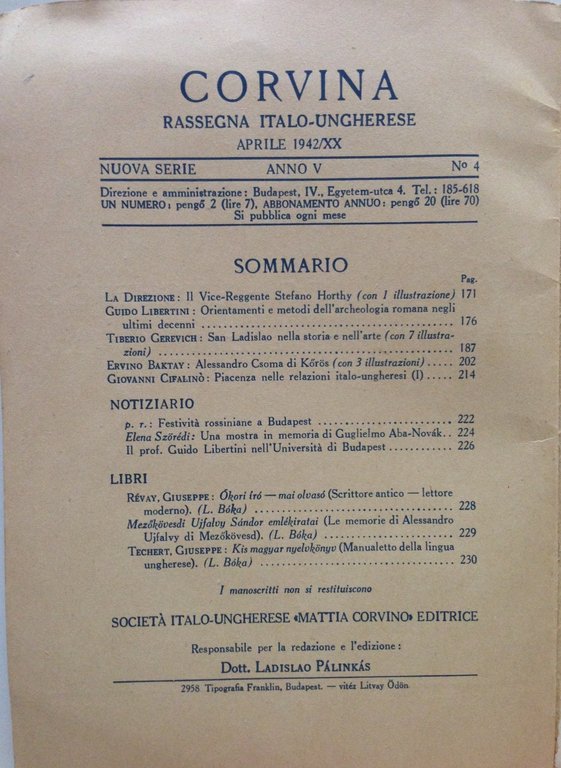 CORVINA
RASSEGNA ITALO-UNGHERESE
APRILE 1942/XX
NUOVA SERIE ANNO V Nº 4
Direzione e amministrazione: Budapest, IV., Egyetem-utca 4. Tel.: 185-618
UN NUMERO: pengő 2 (lire 7), ABBONAMENTO ANNUO: pengő 20 (lire 70)
Si pubblica ogni mese
SOMMARIO
Pag.
LA DIREZIONE: Il Vice-Reggente Stefano Horthy (con 1 illustrazione) 171
GUIDO LIBERTINI: Orientamenti e metodi dell'archeologia romana negli
ultimi decenni ........ 176
TIBERIO GEREVICH: San Ladislao nella storia e nell'arte (con 7 illustra-
zioni) ........ 187
ERVINO BAKTAY: Alessandro Csoma di Kőrös (con 3 illustrazioni) ..... 202
GIOVANNI CIFALINÒ: Piacenza nelle relazioni italo-ungheresi (I) ..... 214
NOTIZIARIO
p. r.: Festività rossiniane a Budapest ........ 222
Elena Szörédi: Una mostra in memoria di Guglielmo Aba-Novák.. 224
Il prof. Guido Libertini nell'Università di Budapest ........ 226
LIBRI
RÉVAY, GIUSEPPE: Ókori író — mai olvasó (Scrittore antico — lettore
moderno). (L. Bóka) ........ 228
Mezőkövesdi Ujfalvy Sándor emlékiratai (Le memorie di Alessandro
Ujfalvy di Mezőkövesd). (L. Bóka) ........ 229
TECHERT, GIUSEPPE: Kis magyar nyelvkönyv (Manualetto della lingua
ungherese). (L. Bóka) ........ 230
I manoscritti non si restituiscono
SOCIETÀ ITALO-UNGHERESE «MATTIA CORVINO» EDITRICE
Responsabile per la redazione e l'edizione:
Dott. LADISLAO PÁLINKÁS
2958 Tipografia Franklin, Budapest. — vitéz Litvay Ödön.